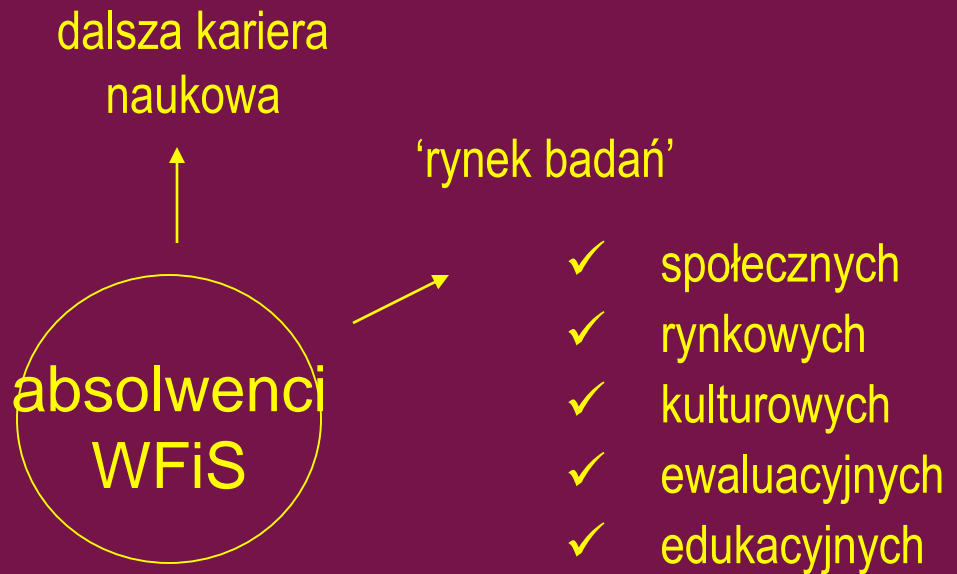 dalsza kariera
naukowa
‘rynek badań’
✓ społecznych
✓ rynkowych
✓ kulturowych
✓ ewaluacyjnych
✓ edukacyjnych
absolwenci
WFiS